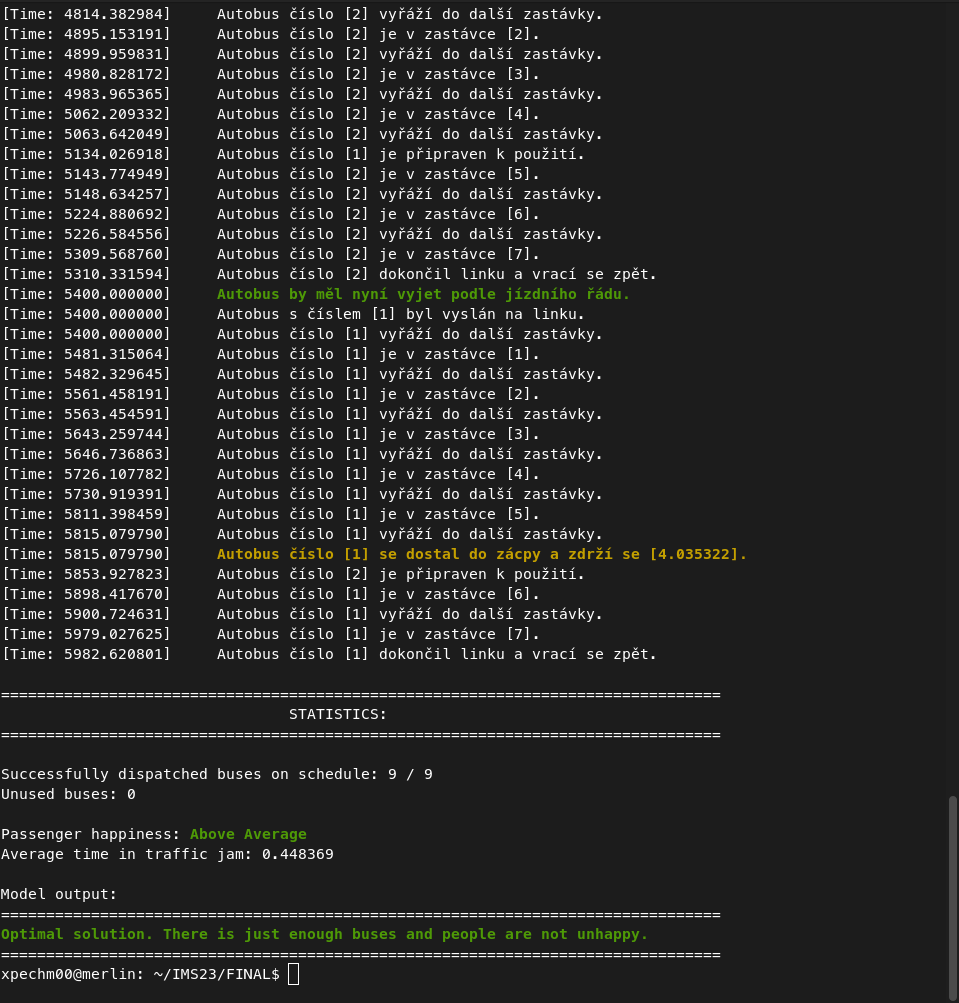 [Time: 4814.382984]     Autobus číslo [2] vyřáží do další zastávky.
[Time: 4895.153191]     Autobus číslo [2] je v zastávce [2].
[Time: 4899.959831]     Autobus číslo [2] vyřáží do další zastávky.
[Time: 4980.828172]     Autobus číslo [2] je v zastávce [3].
[Time: 4983.965365]     Autobus číslo [2] vyřáží do další zastávky.
[Time: 5062.209332]     Autobus číslo [2] je v zastávce [4].
[Time: 5063.642049]     Autobus číslo [2] vyřáží do další zastávky.
[Time: 5134.026918]     Autobus číslo [1] je připraven k použití.
[Time: 5143.774949]     Autobus číslo [2] je v zastávce [5].
[Time: 5148.634257]     Autobus číslo [2] vyřáží do další zastávky.
[Time: 5224.880692]     Autobus číslo [2] je v zastávce [6].
[Time: 5226.584556]     Autobus číslo [2] vyřáží do další zastávky.
[Time: 5309.568760]     Autobus číslo [2] je v zastávce [7].
[Time: 5310.331594]     Autobus číslo [2] dokončil linku a vrací se zpět.
[Time: 5400.000000]     Autobus by měl nyní vyjet podle jízdního řádu.
[Time: 5400.000000]     Autobus s číslem [1] byl vyslán na linku.
[Time: 5400.000000]     Autobus číslo [1] vyřáží do další zastávky.
[Time: 5481.315064]     Autobus číslo [1] je v zastávce [1].
[Time: 5482.329645]     Autobus číslo [1] vyřáží do další zastávky.
[Time: 5561.458191]     Autobus číslo [1] je v zastávce [2].
[Time: 5563.454591]     Autobus číslo [1] vyřáží do další zastávky.
[Time: 5643.259744]     Autobus číslo [1] je v zastávce [3].
[Time: 5646.736863]     Autobus číslo [1] vyřáží do další zastávky.
[Time: 5726.107782]     Autobus číslo [1] je v zastávce [4].
[Time: 5730.919391]     Autobus číslo [1] vyřáží do další zastávky.
[Time: 5811.398459]     Autobus číslo [1] je v zastávce [5].
[Time: 5815.079790]     Autobus číslo [1] vyřáží do další zastávky.
[Time: 5815.079790]     Autobus číslo [1] se dostal do zácpy a zdrží se [4.035322].
[Time: 5853.927823]     Autobus číslo [2] je připraven k použití.
[Time: 5898.417670]     Autobus číslo [1] je v zastávce [6].
[Time: 5900.724631]     Autobus číslo [1] vyřáží do další zastávky.
[Time: 5979.027625]     Autobus číslo [1] je v zastávce [7].
[Time: 5982.620801]     Autobus číslo [1] dokončil linku a vrací se zpět.
================================================================================
STATISTICS:
================================================================================
Successfully dispatched buses on schedule: 9 / 9
Unused buses: 0
Passenger happiness: Above Average
Average time in traffic jam: 0.448369
Model output:
================================================================================
Optimal solution. There is just enough buses and people are not unhappy.
================================================================================
xpechm00@merlin: ~/IMS23/FINAL$